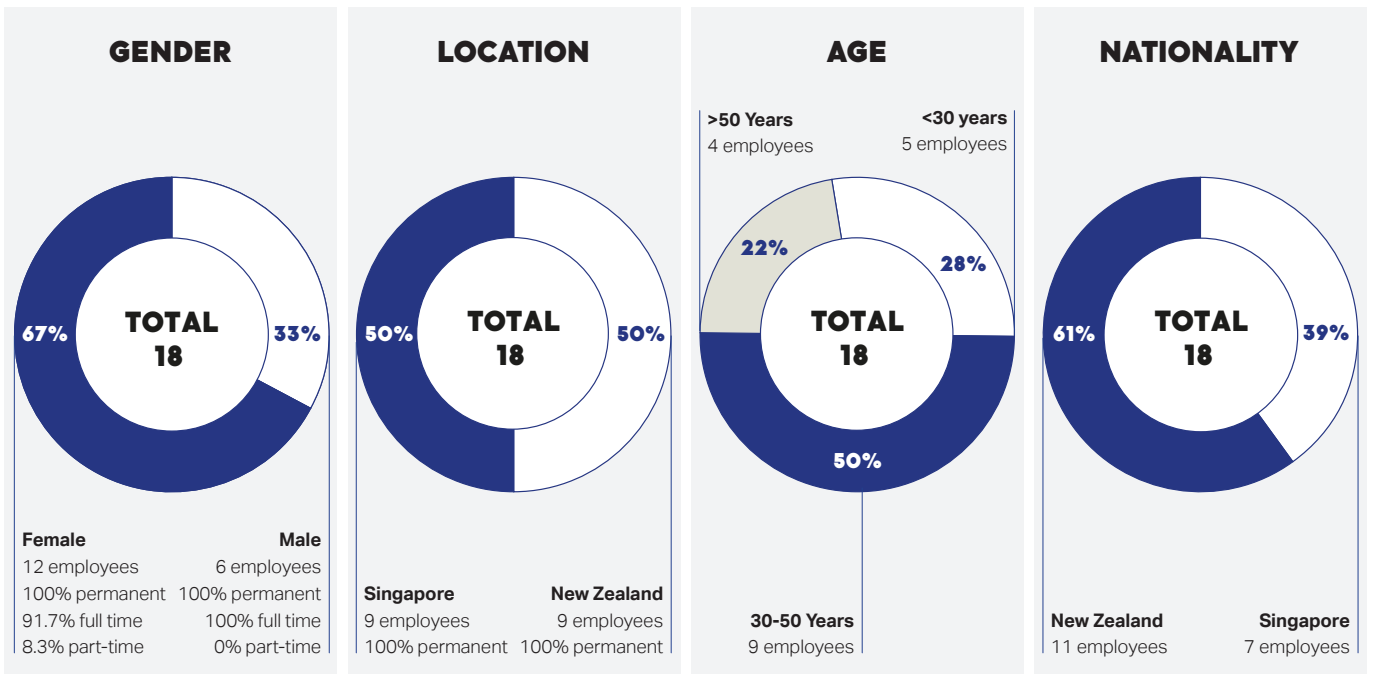 GENDER
67%
33%
TOTAL
18
Female
12 employees
100% permanent
91.7% full time
8.3% part-time
Male
6 employees
100% permanent
100% full time
0% part-time
LOCATION
50%
50%
TOTAL
18
Singapore
9 employees
100% permanent
New Zealand
9 employees
100% permanent
AGE
>50 Years
4 employees
<30 years
5 employees
22%
28%
TOTAL
18
50%
30-50 Years
9 employees
NATIONALITY
61%
39%
TOTAL
18
New Zealand
11 employees
Singapore
7 employees